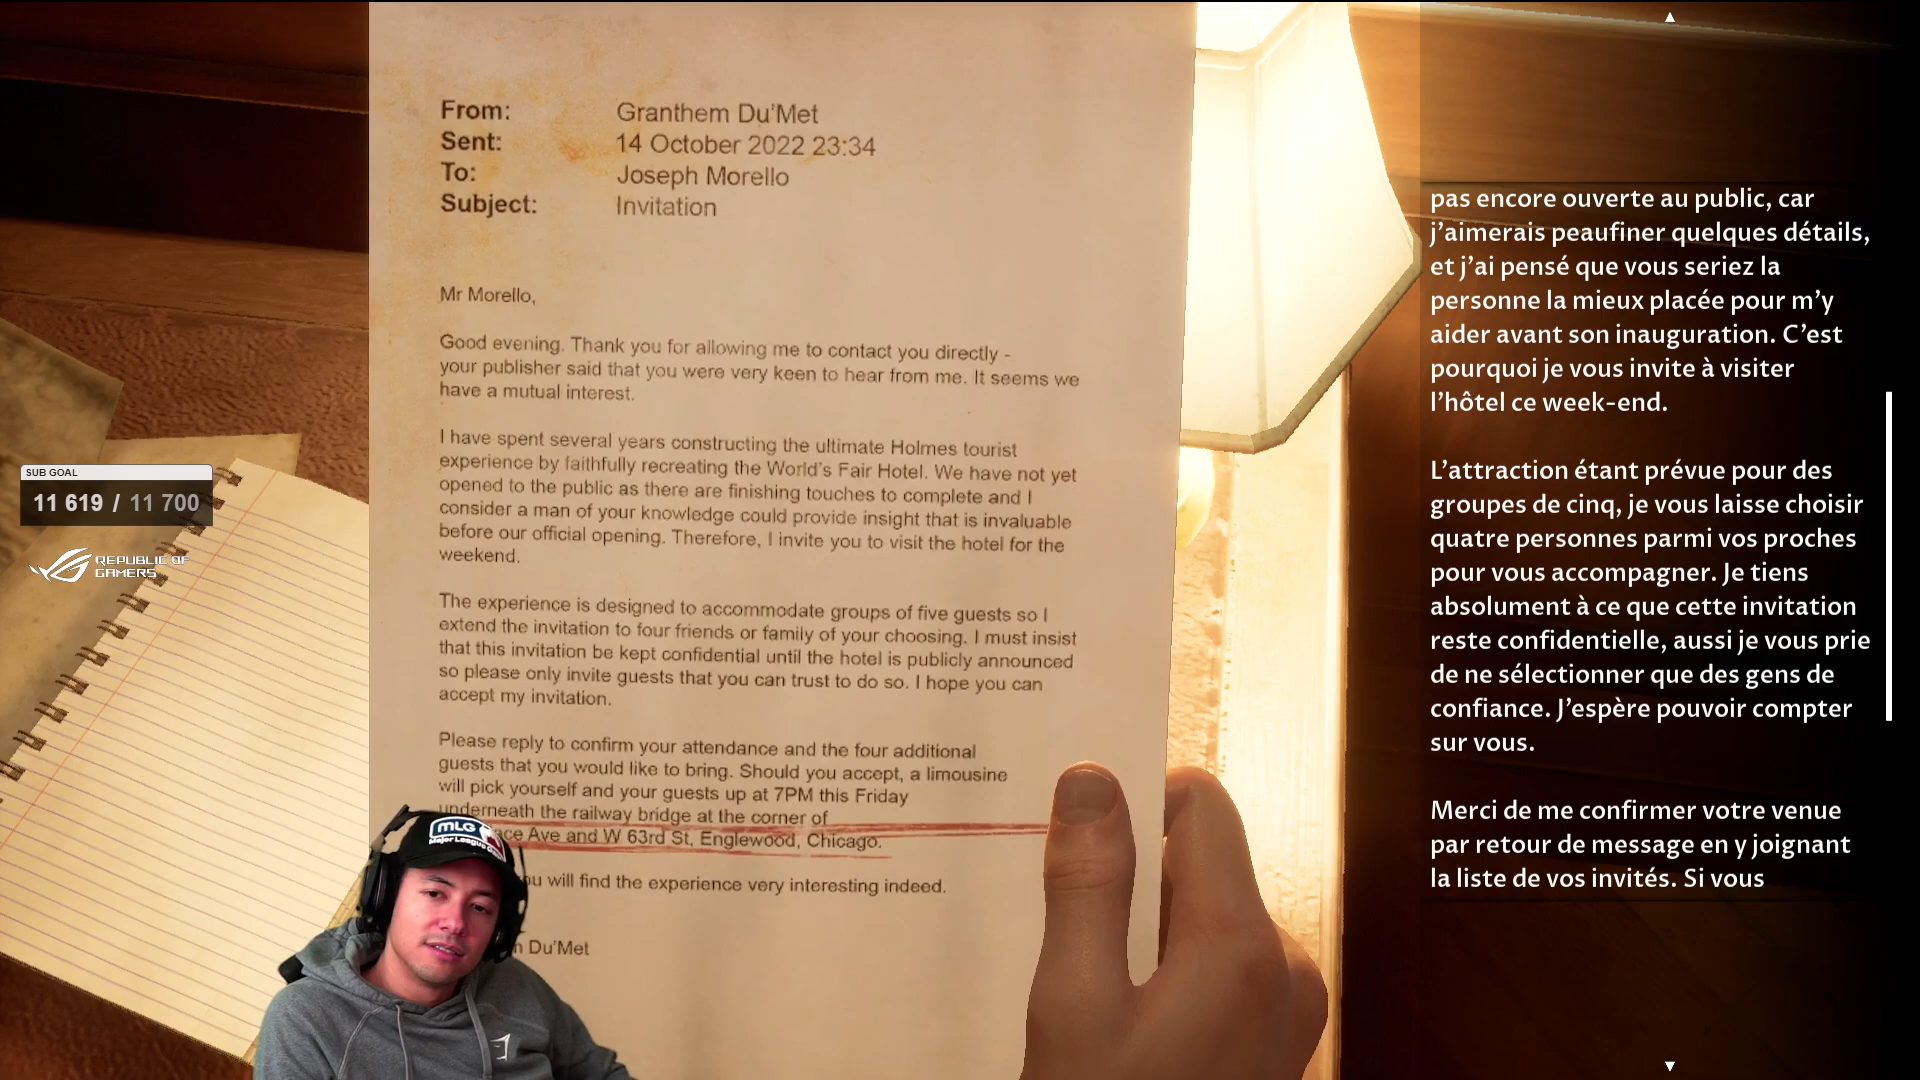 From: Granthem Du'Met
Sent: 14 October 2022 23:34
To: Joseph Morello
Subject: Invitation
Mr Morello,
Good evening. Thank you for allowing me to contact you directly -
your publisher said that you were very keen to hear from me. It seems we
have a mutual interest.
I have spent several years constructing the ultimate Holmes tourist
experience by faithfully recreating the World's Fair Hotel. We have not yet
opened to the public as there are finishing touches to complete and I
consider a man of your knowledge could provide insight that is invaluable
before our official opening. Therefore, I invite you to visit the hotel for the
weekend.
The experience is designed to accommodate groups of five guests so I
extend the invitation to four friends or family of your choosing. I must insist
that this invitation be kept confidential until the hotel is publicly announced
so please only invite guests that you can trust to do so. I hope you can
accept my invitation.
Please reply to confirm your attendance and the four additional
guests that you would like to bring. Should you accept, a limousine
will pick yourself and your guests up at 7PM this Friday
underneath the railway bridge at the corner of
Ave and W 63rd St, Englewood, Chicago.
will find the experience very interesting indeed.
Du'Met
SUB GOAL
11 619 / 11 700
REPUBLIC OF
GAMERS
MLG
Major League
pas encore ouverte au public, car
j'aimerais peaufiner quelques détails,
et j'ai pensé que vous seriez la
personne la mieux placée pour m'y
aider avant son inauguration. C'est
pourquoi je vous invite à visiter
l'hôtel ce week-end.
L'attraction étant prévue pour des
groupes de cinq, je vous laisse choisir
quatre personnes parmi vos proches
pour vous accompagner. Je tiens
absolument à ce que cette invitation
reste confidentielle, aussi je vous prie
de ne sélectionner que des gens de
confiance. J'espère pouvoir compter
sur vous.
Merci de me confirmer votre venue
par retour de message en y joignant
la liste de vos invités. Si vous